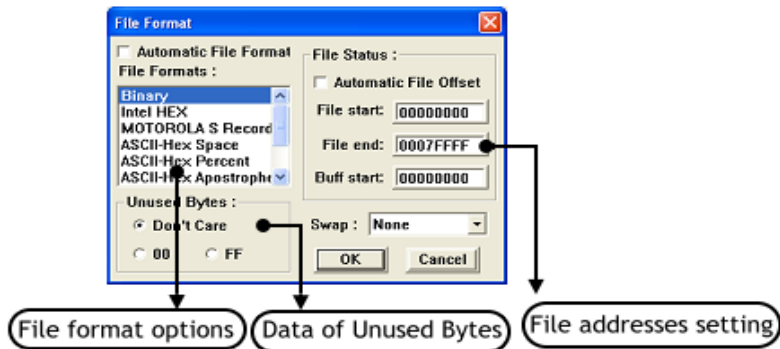 File Format
Automatic File Format
File Formats :
Binary
Intel HEX
MOTOROLA S Record
ASCII-Hex Space
ASCII-Hex Percent
ASCII-Hex Apostrophe
Unused Bytes :
Don't Care
00 FF
File Status :
Automatic File Offset
File start: 00000000
File end: 0007FFFF
Buff start: 00000000
Swap : None
OK Cancel
File format options
Data of Unused Bytes
File addresses setting